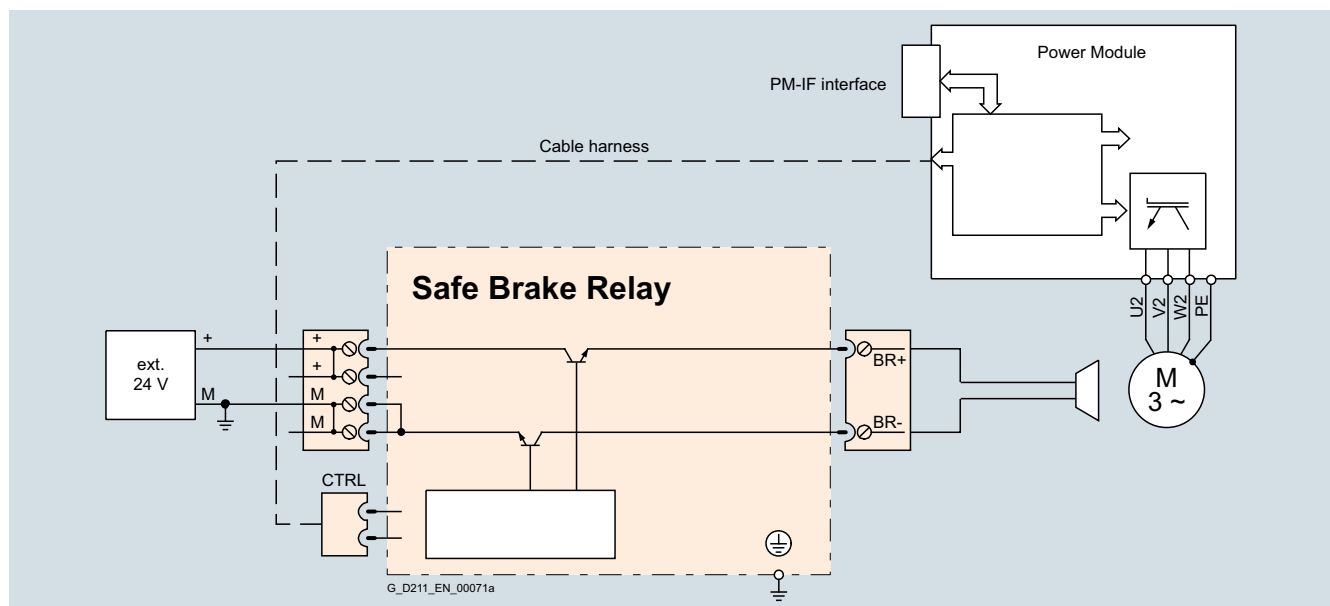 Power Module
PM-IF interface
Cable harness
U2
V2
W2
PE
Safe Brake Relay
ext.
24 V
+
M
+
+
M
M
BR+
BR-
M
3 ~
CTRL
G_D211_EN_00071a